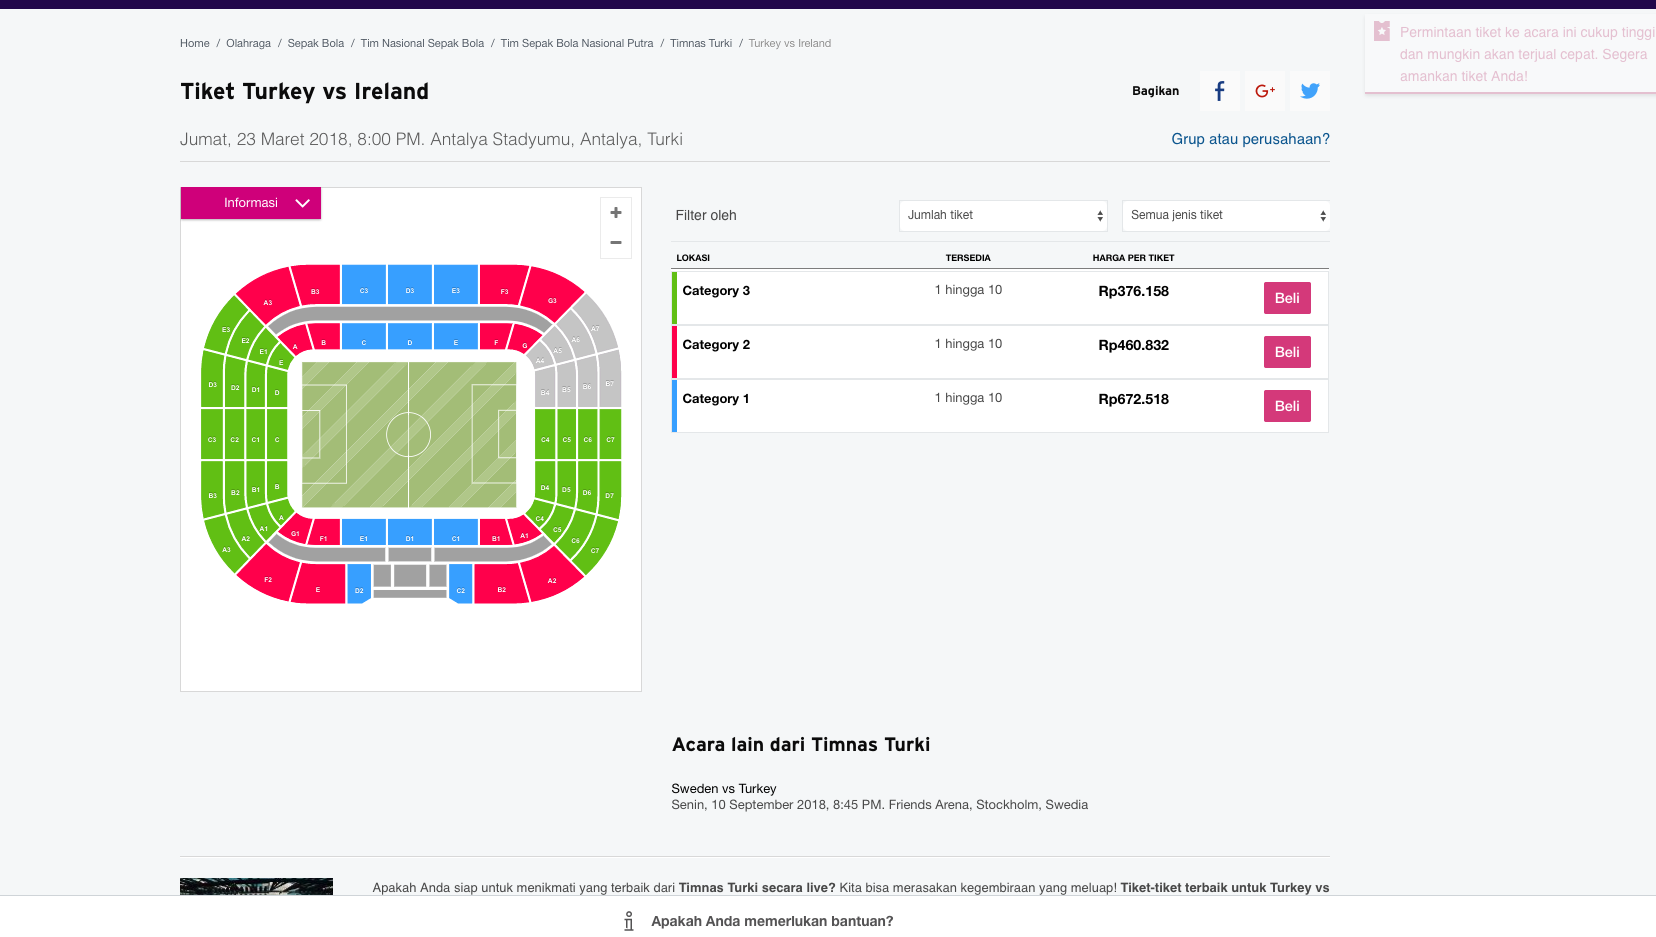 Home / Olahraga / Sepak Bola / Tim Nasional Sepak Bola / Tim Sepak Bola Nasional Putra / Timnas Turki / Turkey vs Ireland
Permintaan tiket ke acara ini cukup tinggi
dan mungkin akan terjual cepat. Segera
amankan tiket Anda!
Tiket Turkey vs Ireland
Bagikan
Jumat, 23 Maret 2018, 8:00 PM. Antalya Stadyumu, Antalya, Turki
Grup atau perusahaan?
Informasi
A3 B3 C3 D3 E3 F3 G3
A B C D E F G
E3 E2 E1 E
A4 A5 A6 A7
D3 D2 D1 D
B4 B5 B6 B7
C3 C2 C1 C
C4 C5 C6 C7
B3 B2 B1 B
D4 D5 D6 D7
A3 A2 A1 A
C4 C5 C6 C7
G1 F1 E1 D1 C1 B1 A1
F2 E D2 C2 B2 A2
Filter oleh
Jumlah tiket
Semua jenis tiket
LOKASI TERSEDIA HARGA PER TIKET
Category 3 1 hingga 10 Rp376.158 Beli
Category 2 1 hingga 10 Rp460.832 Beli
Category 1 1 hingga 10 Rp672.518 Beli
Acara lain dari Timnas Turki
Sweden vs Turkey
Senin, 10 September 2018, 8:45 PM. Friends Arena, Stockholm, Swedia
Apakah Anda siap untuk menikmati yang terbaik dari Timnas Turki secara live? Kita bisa merasakan kegembiraan yang meluap! Tiket-tiket terbaik untuk Turkey vs
Apakah Anda memerlukan bantuan?